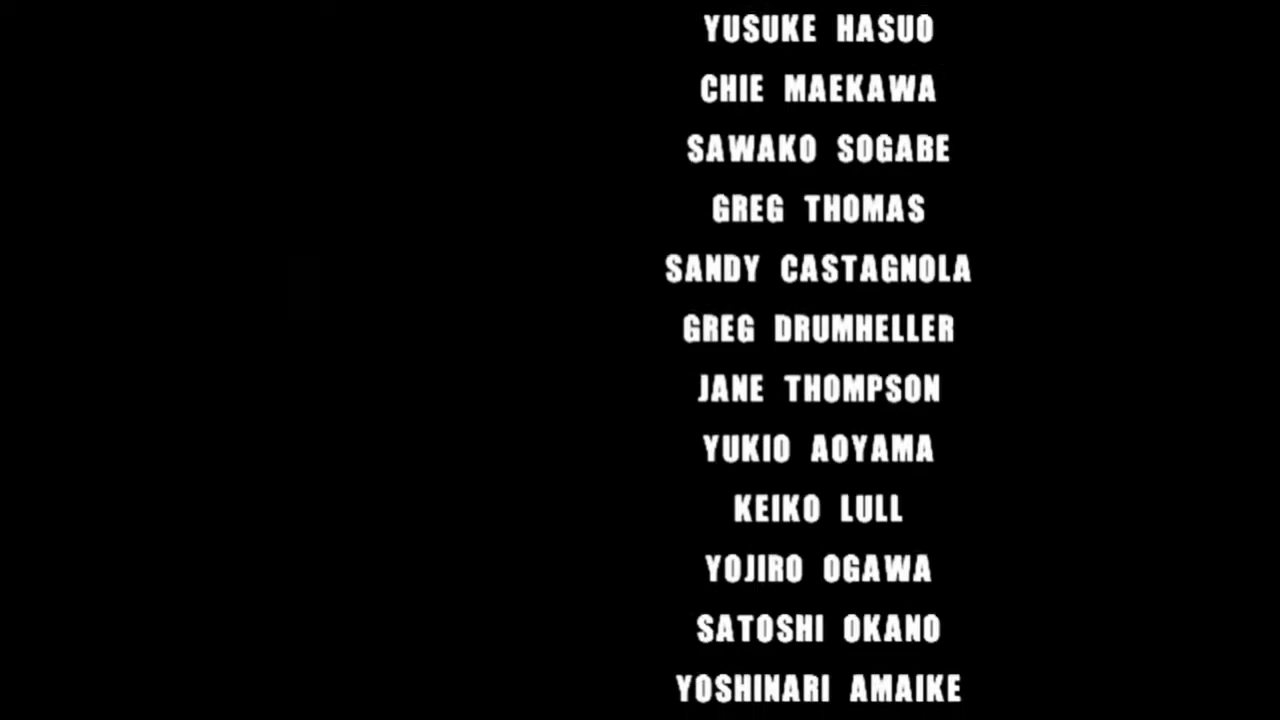 YUSUKE HASUO
CHIE MAEKAWA
SAWAKO SOGABE
GREG THOMAS
SANDY CASTAGNOLA
GREG DRUMHELLER
JANE THOMPSON
YUKIO AOYAMA
KEIKO LULL
YOJIRO OGAWA
SATOSHI OKANO
YOSHINARI AMAIKE